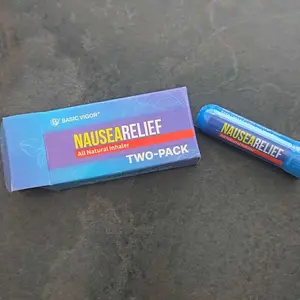 BASIC VIGOR®
NAUSEARELIEF
All Natural Inhaler
TWO-PACK
NAUSEARELIEF